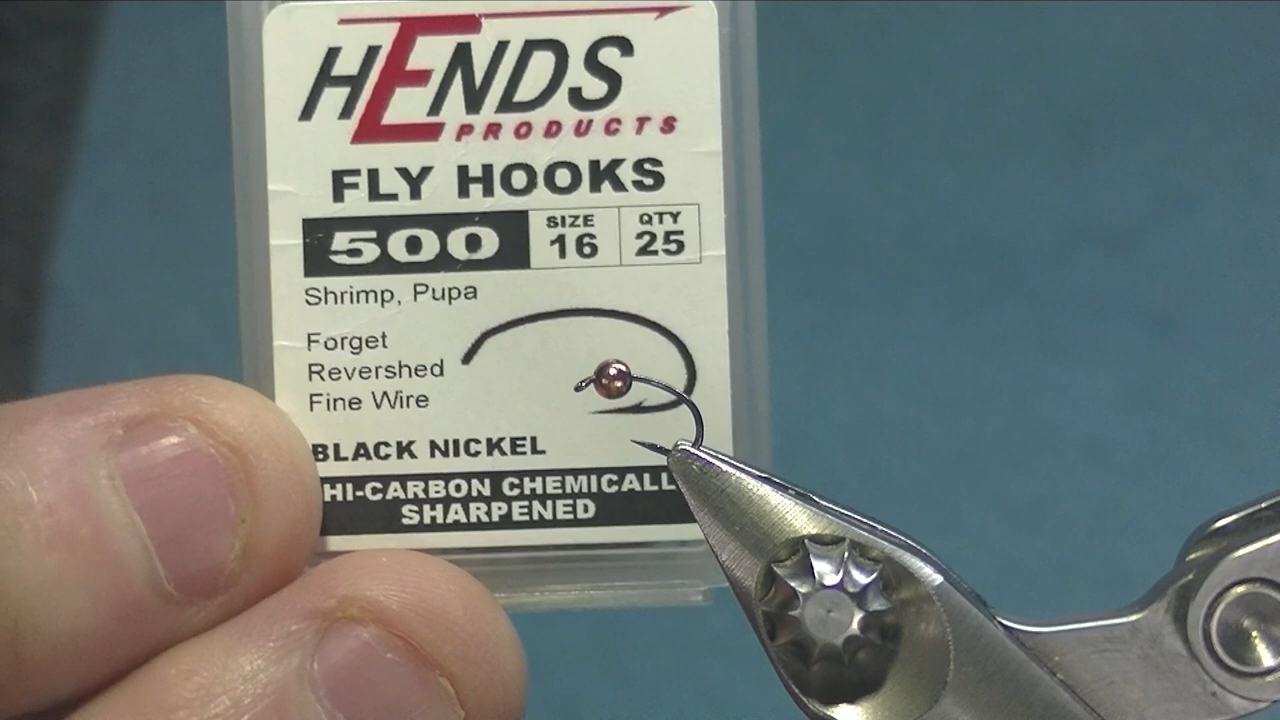 HENDS
PRODUCTS
FLY HOOKS
500 SIZE 16 QTY 25
Shrimp, Pupa
Forget
Revershed
Fine Wire
BLACK NICKEL
HI-CARBON CHEMICALL
SHARPENED